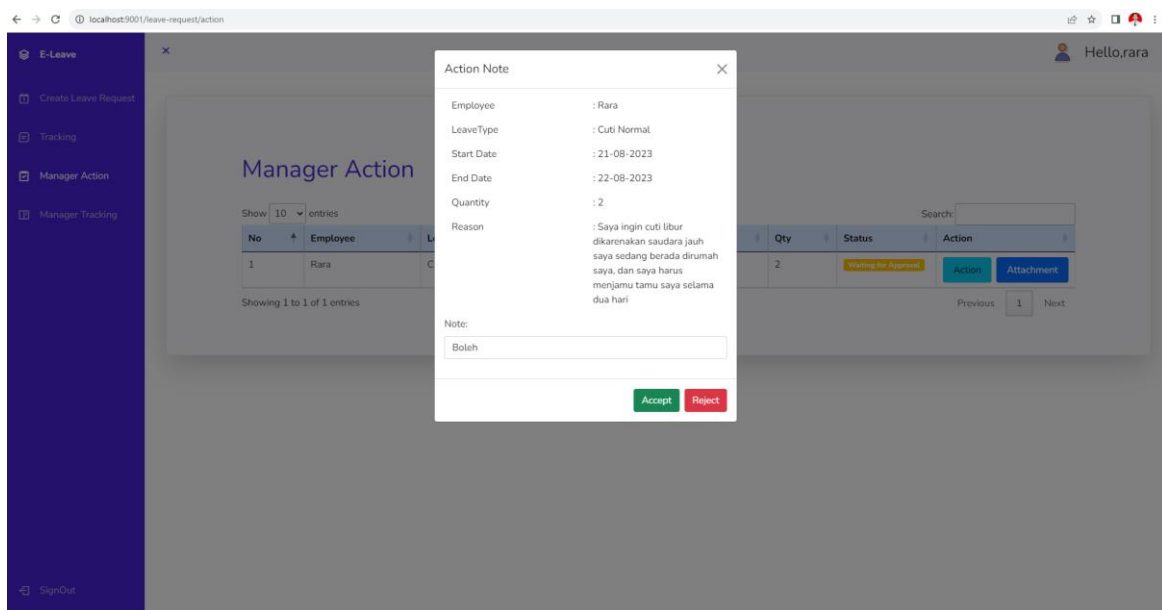 localhost:9001/leave-request/action
E-Leave
Hello,rara
Create Leave Request
Tracking
Manager Action
Manager Tracking
SignOut
Manager Action
Show 10 entries
Search:
No Employee Qty Status Action
1 Rara 2 Waiting for Approval Action Attachment
Showing 1 to 1 of 1 entries
Previous 1 Next
Action Note
Employee : Rara
LeaveType : Cuti Normal
Start Date : 21-08-2023
End Date : 22-08-2023
Quantity : 2
Reason : Saya ingin cuti libur
dikarenakan saudara jauh
saya sedang berada dirumah
saya, dan saya harus
menjamu tamu saya selama
dua hari
Note:
Boleh
Accept Reject